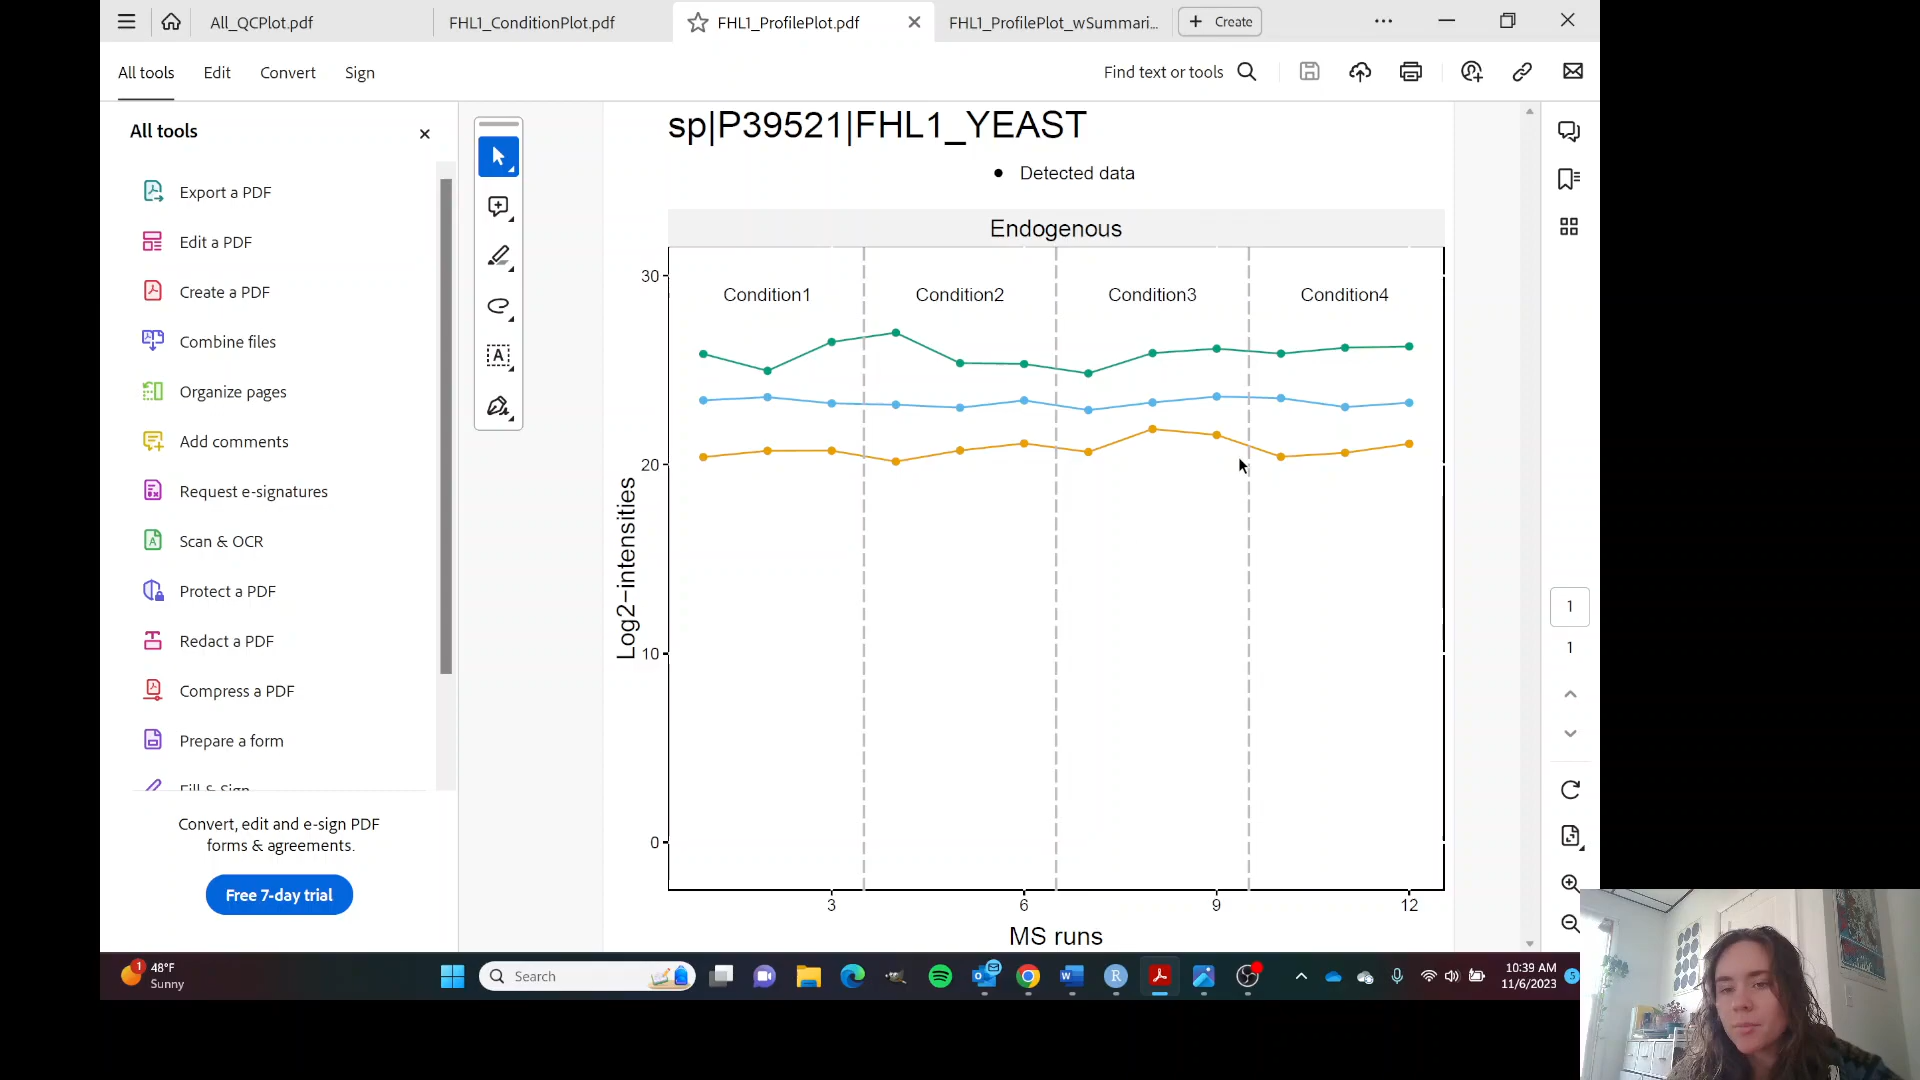 All_QCPlot.pdf
FHL1_ConditionPlot.pdf
FHL1_ProfilePlot.pdf
FHL1_ProfilePlot_wSummari...
Create
All tools
Edit
Convert
Sign
Find text or tools
All tools
Export a PDF
Edit a PDF
Create a PDF
Combine files
Organize pages
Add comments
Request e-signatures
Scan & OCR
Protect a PDF
Redact a PDF
Compress a PDF
Prepare a form
Fill & Sign
Convert, edit and e-sign PDF
forms & agreements.
Free 7-day trial
sp|P39521|FHL1_YEAST
Detected data
Endogenous
Condition1
Condition2
Condition3
Condition4
30
20
10
0
Log2-intensities
3
6
9
12
MS runs
1
1
1
48°F
Sunny
Search
10:39 AM
11/6/2023
5